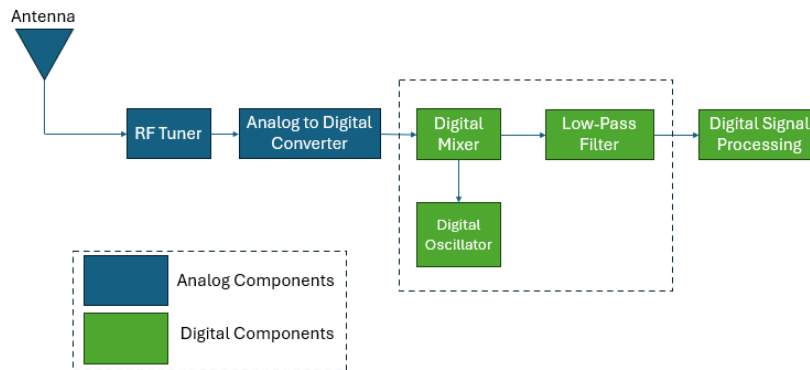 Antenna
RF Tuner
Analog to Digital
Converter
Digital
Mixer
Low-Pass
Filter
Digital Signal
Processing
Digital
Oscillator
Analog Components
Digital Components